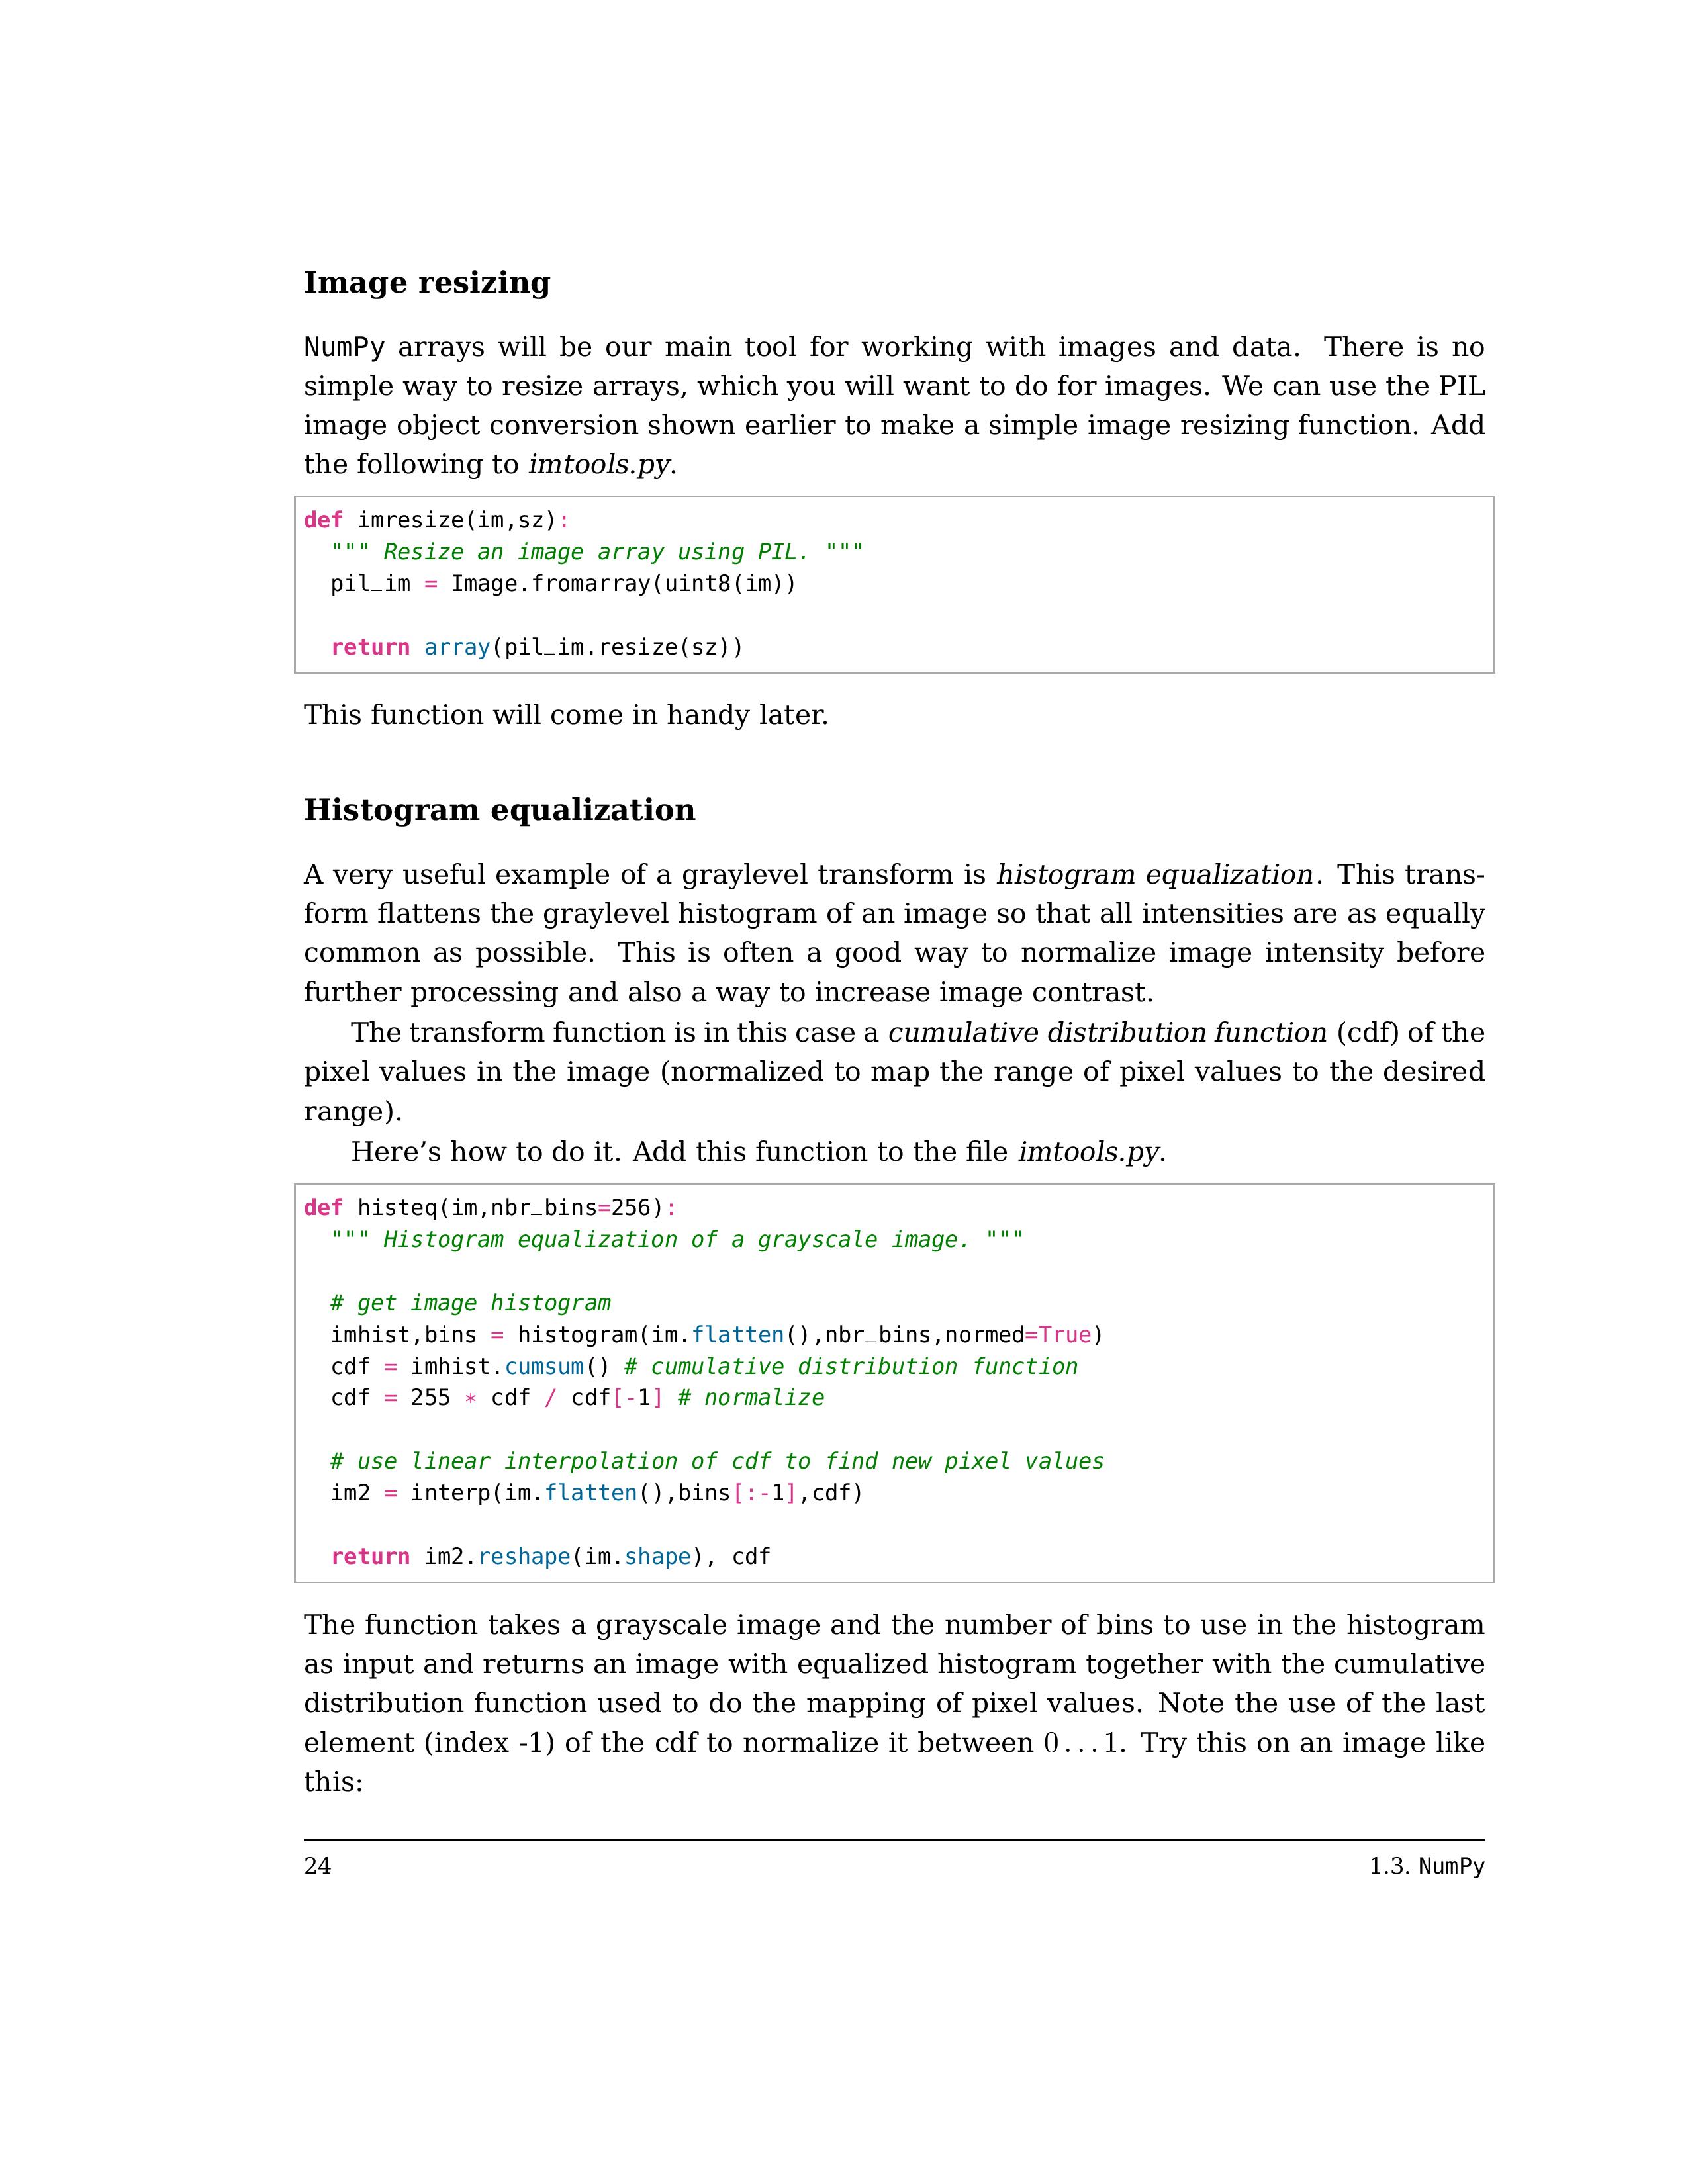 Image resizing
NumPy arrays will be our main tool for working with images and data. There is no
simple way to resize arrays, which you will want to do for images. We can use the PIL
image object conversion shown earlier to make a simple image resizing function. Add
the following to imtools.py.
def imresize(im,sz):
  """ Resize an image array using PIL. """
  pil_im = Image.fromarray(uint8(im))
  return array(pil_im.resize(sz))
This function will come in handy later.
Histogram equalization
A very useful example of a graylevel transform is histogram equalization. This trans-
form flattens the graylevel histogram of an image so that all intensities are as equally
common as possible. This is often a good way to normalize image intensity before
further processing and also a way to increase image contrast.
The transform function is in this case a cumulative distribution function (cdf) of the
pixel values in the image (normalized to map the range of pixel values to the desired
range).
Here’s how to do it. Add this function to the file imtools.py.
def histeq(im,nbr_bins=256):
  """ Histogram equalization of a grayscale image. """
  # get image histogram
  imhist,bins = histogram(im.flatten(),nbr_bins,normed=True)
  cdf = imhist.cumsum() # cumulative distribution function
  cdf = 255 * cdf / cdf[-1] # normalize
  # use linear interpolation of cdf to find new pixel values
  im2 = interp(im.flatten(),bins[:-1],cdf)
  return im2.reshape(im.shape), cdf
The function takes a grayscale image and the number of bins to use in the histogram
as input and returns an image with equalized histogram together with the cumulative
distribution function used to do the mapping of pixel values. Note the use of the last
element (index -1) of the cdf to normalize it between 0...1. Try this on an image like
this:
24 1.3. NumPy